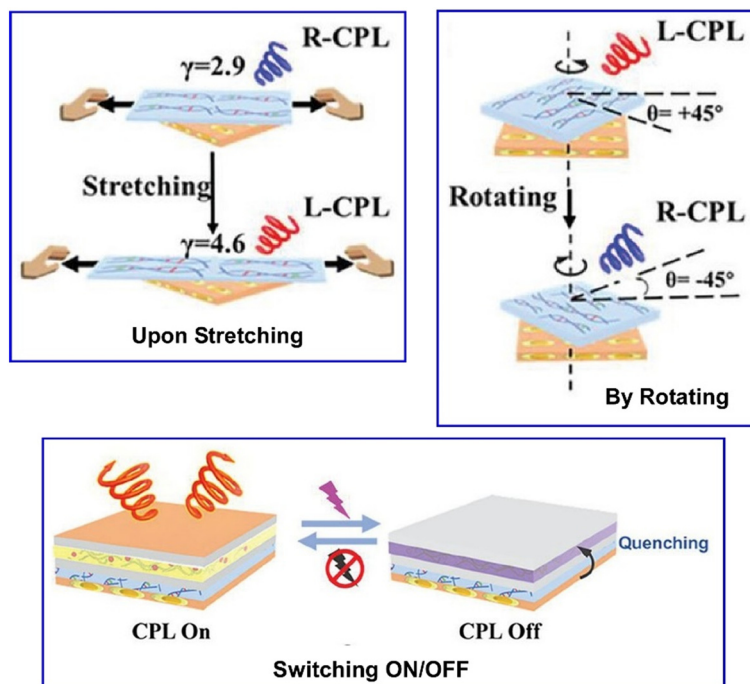 R-CPL
γ=2.9
Stretching
L-CPL
γ=4.6
Upon Stretching
L-CPL
θ= +45°
Rotating
R-CPL
θ= -45°
By Rotating
Quenching
CPL On
CPL Off
Switching ON/OFF